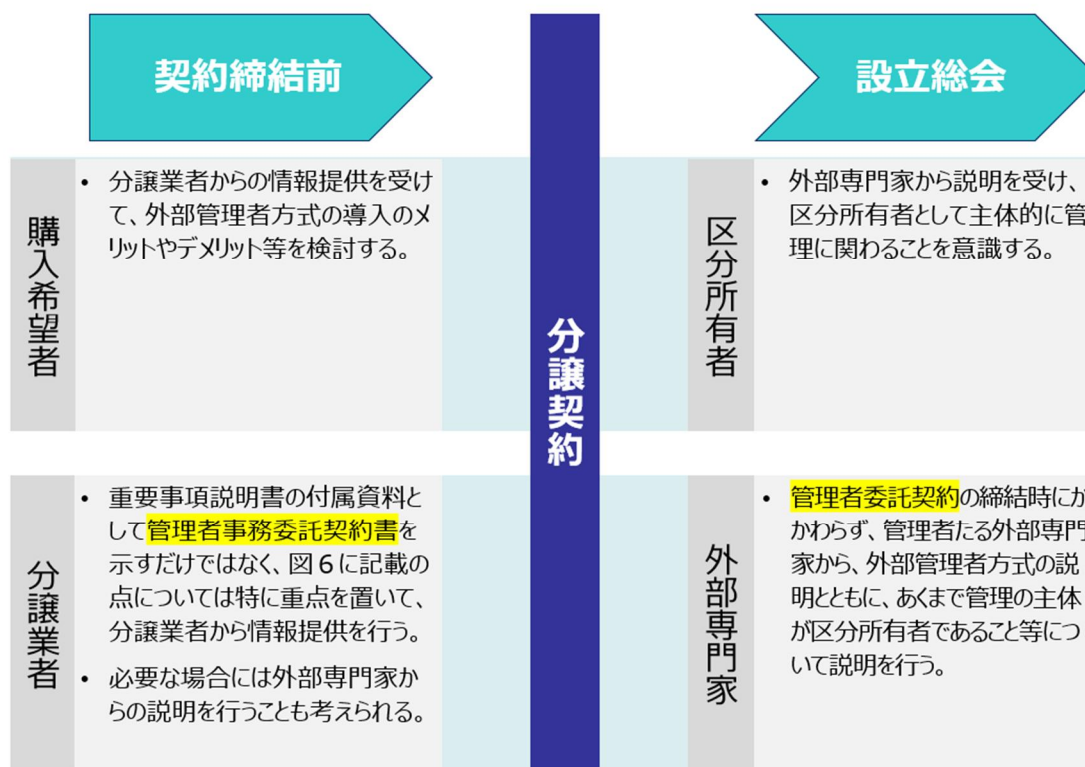 契約締結前
設立総会
分譲契約
購入希望者
• 分譲業者からの情報提供を受け
て、外部管理者方式の導入のメ
リットやデメリット等を検討する。
区分所有者
• 外部専門家から説明を受け、
区分所有者として主体的に管
理に関わることを意識する。
分譲業者
• 重要事項説明書の付属資料と
して管理者事務委託契約書を
示すだけではなく、図6に記載の
点については特に重点を置いて、
分譲業者から情報提供を行う。
• 必要な場合には外部専門家か
らの説明を行うことも考えられる。
外部専門家
• 管理者委託契約の締結時にか
かわらず、管理者たる外部専門
家から、外部管理者方式の説
明とともに、あくまで管理の主体
が区分所有者であること等につ
いて説明を行う。